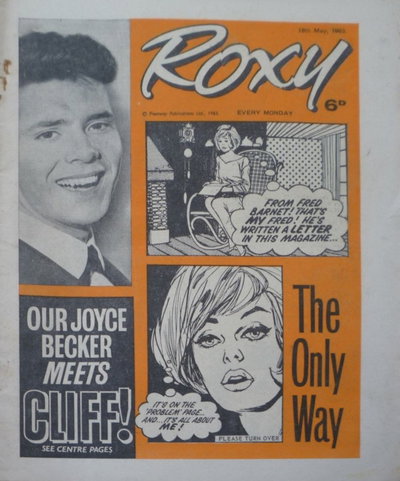 18th May, 1963.
ROXY
© Fleetway Publications Ltd., 1963
EVERY MONDAY
6D
FROM FRED
BARNET! THAT'S
MY FRED! HE'S
WRITTEN A LETTER
IN THIS MAGAZINE...
OUR JOYCE
BECKER
MEETS
CLIFF!
SEE CENTRE PAGES
IT'S ON THE
'PROBLEM' PAGE...
AND... IT'S ALL ABOUT
ME!
PLEASE TURN OVER
The
Only
Way